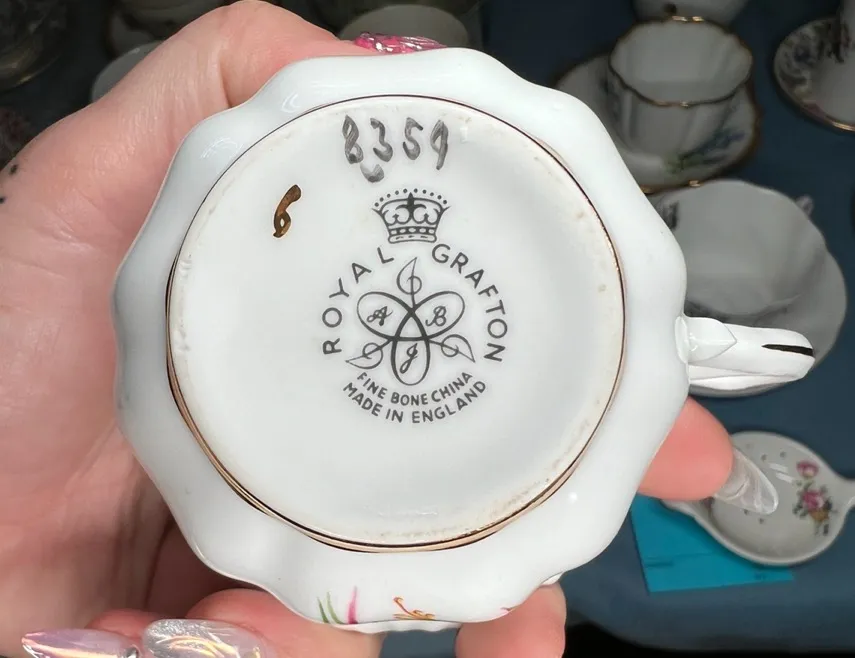 8359
6
ROYAL GRAFTON
A B
J
FINE BONE CHINA
MADE IN ENGLAND